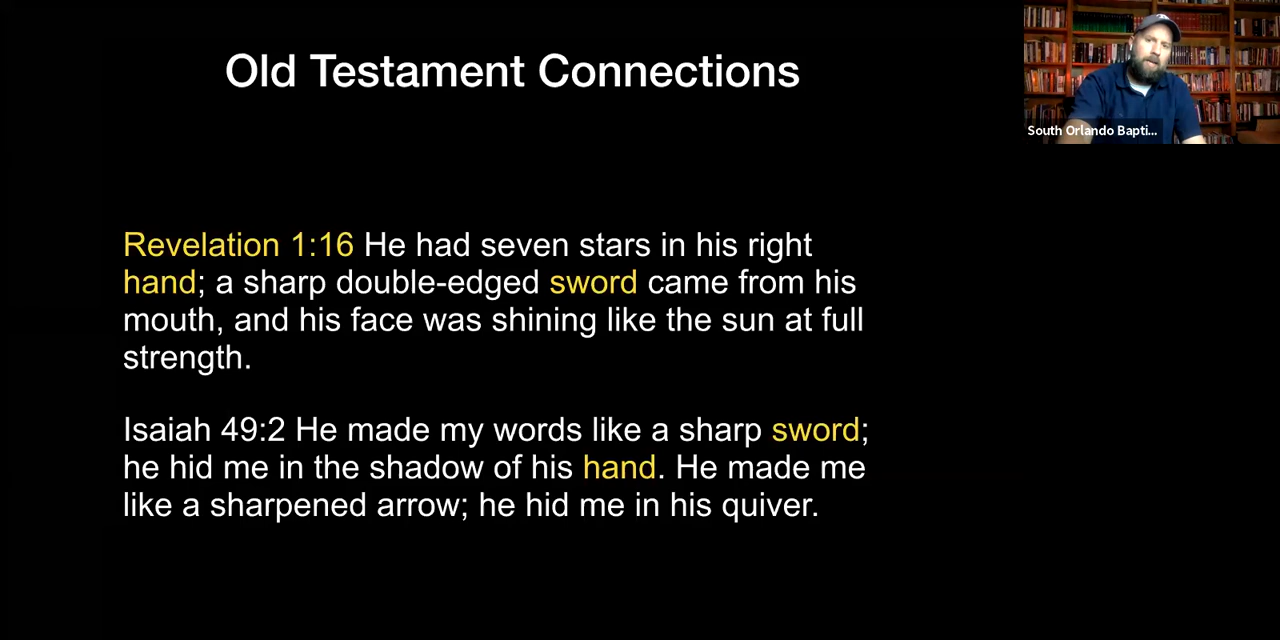 Old Testament Connections
South Orlando Bapti...
Revelation 1:16 He had seven stars in his right
hand; a sharp double-edged sword came from his
mouth, and his face was shining like the sun at full
strength.
Isaiah 49:2 He made my words like a sharp sword;
he hid me in the shadow of his hand. He made me
like a sharpened arrow; he hid me in his quiver.